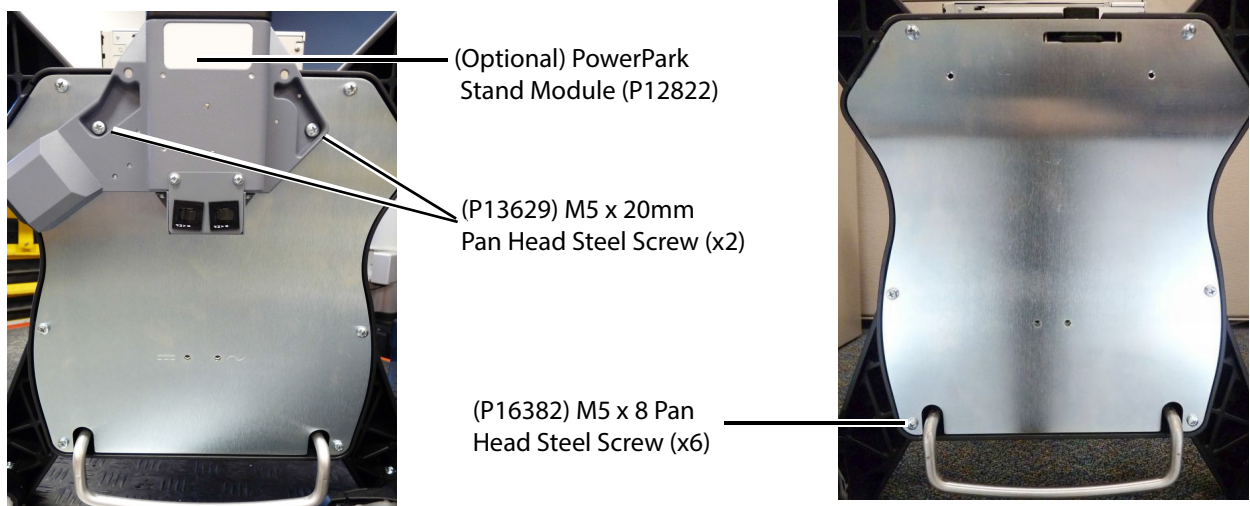 (Optional) PowerPark
Stand Module (P12822)
(P13629) M5 x 20mm
Pan Head Steel Screw (x2)
(P16382) M5 x 8 Pan
Head Steel Screw (x6)